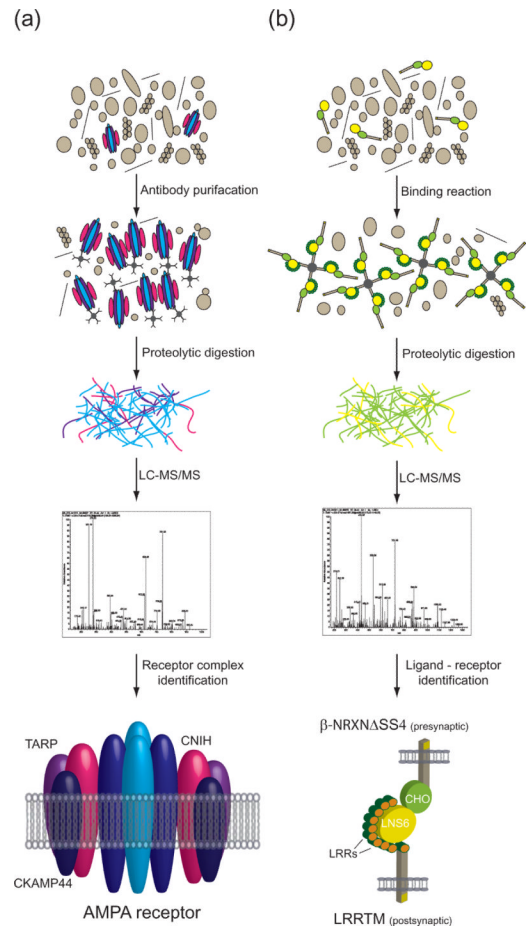 (a)
Antibody purifacation
Proteolytic digestion
LC-MS/MS
Receptor complex
identification
TARP
CNIH
CKAMP44
AMPA receptor
(b)
Binding reaction
Proteolytic digestion
LC-MS/MS
Ligand - receptor
identification
β-NRXNΔSS4 (presynaptic)
CHO
LNS6
LRRs
LRRTM (postsynaptic)